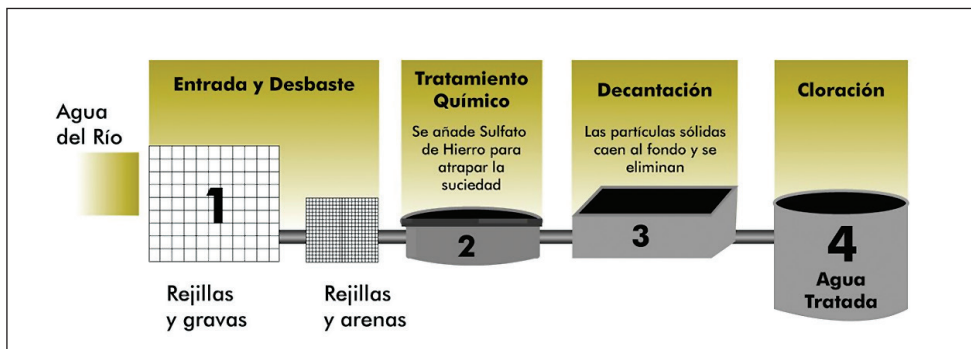 Agua
del Río
Entrada y Desbaste
1
Rejillas
y gravas
Rejillas
y arenas
Tratamiento
Químico
Se añade Sulfato
de Hierro para
atrapar la
suciedad
2
Decantación
Las partículas sólidas
caen al fondo y se
eliminan
3
Cloración
4
Agua
Tratada